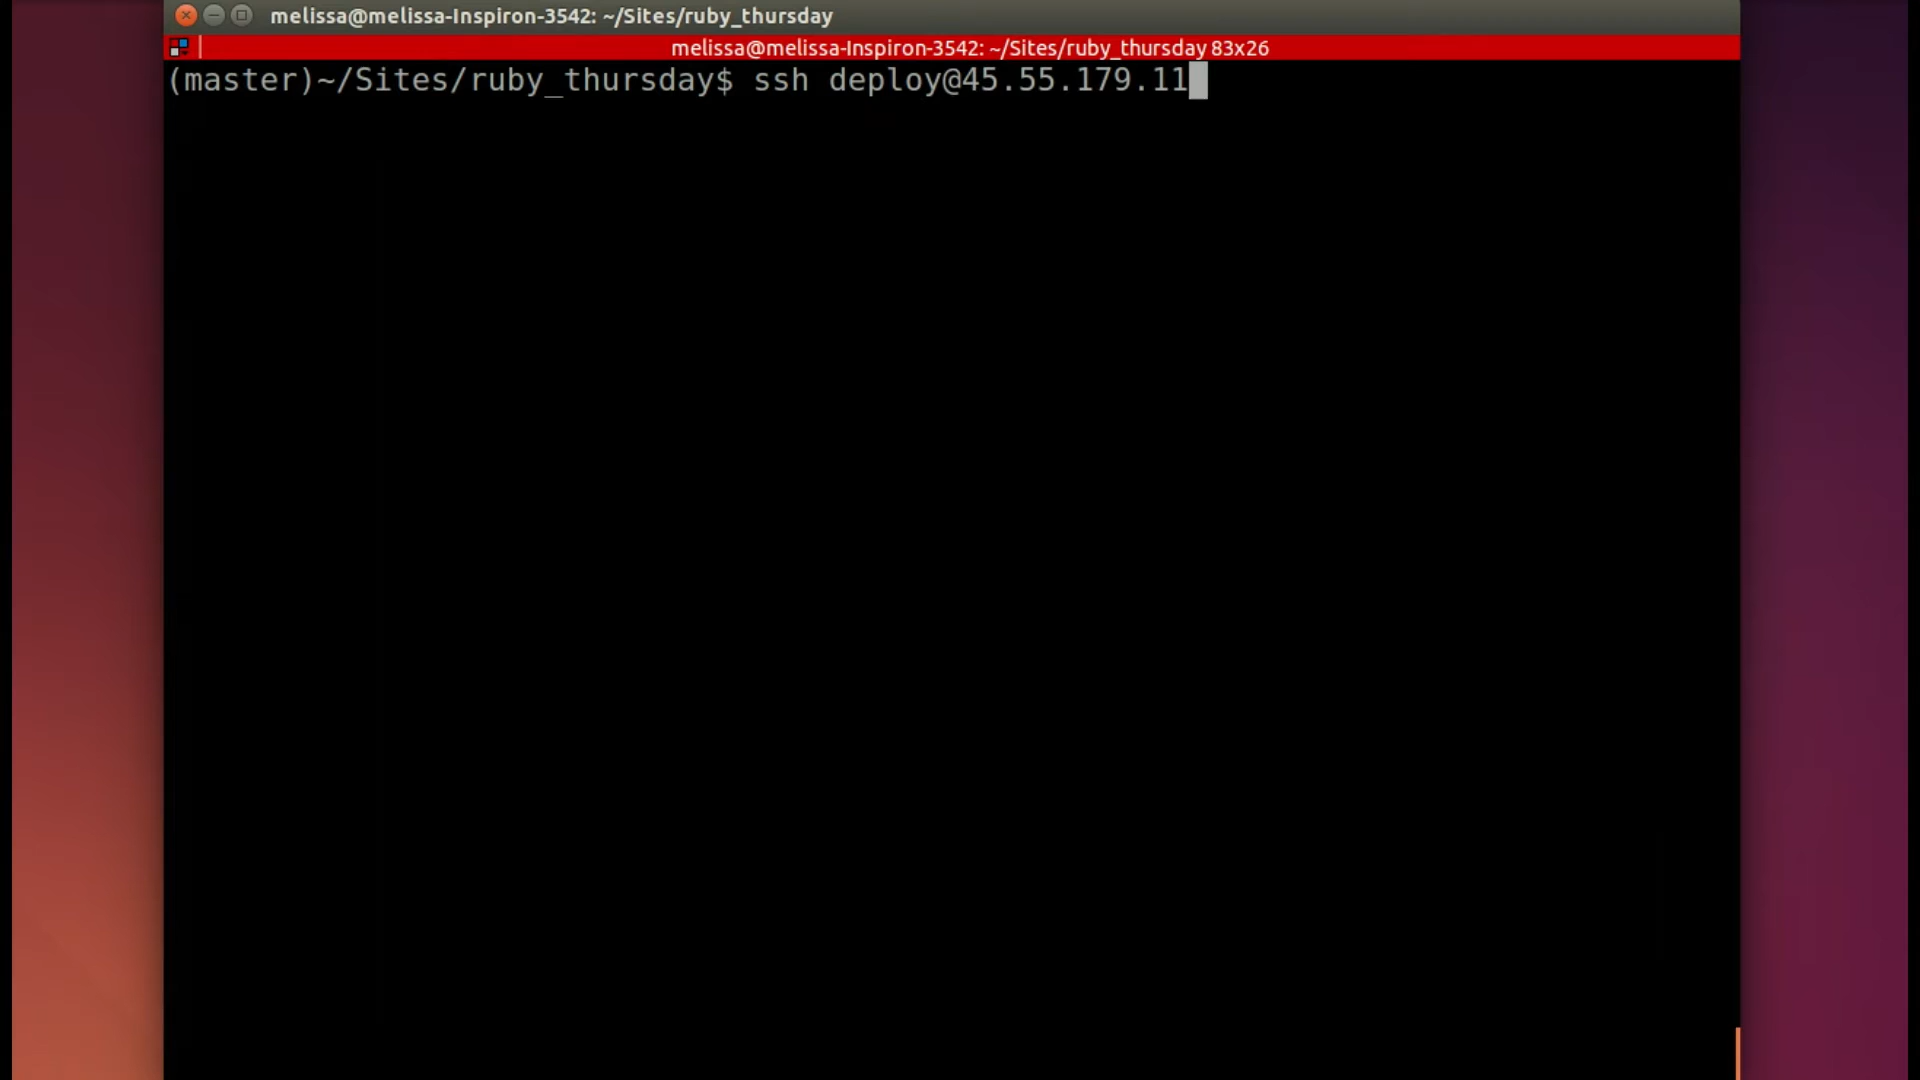 melissa@melissa-Inspiron-3542: ~/Sites/ruby_thursday
melissa@melissa-Inspiron-3542: ~/Sites/ruby_thursday 83x26
(master)~/Sites/ruby_thursday$ ssh deploy@45.55.179.11